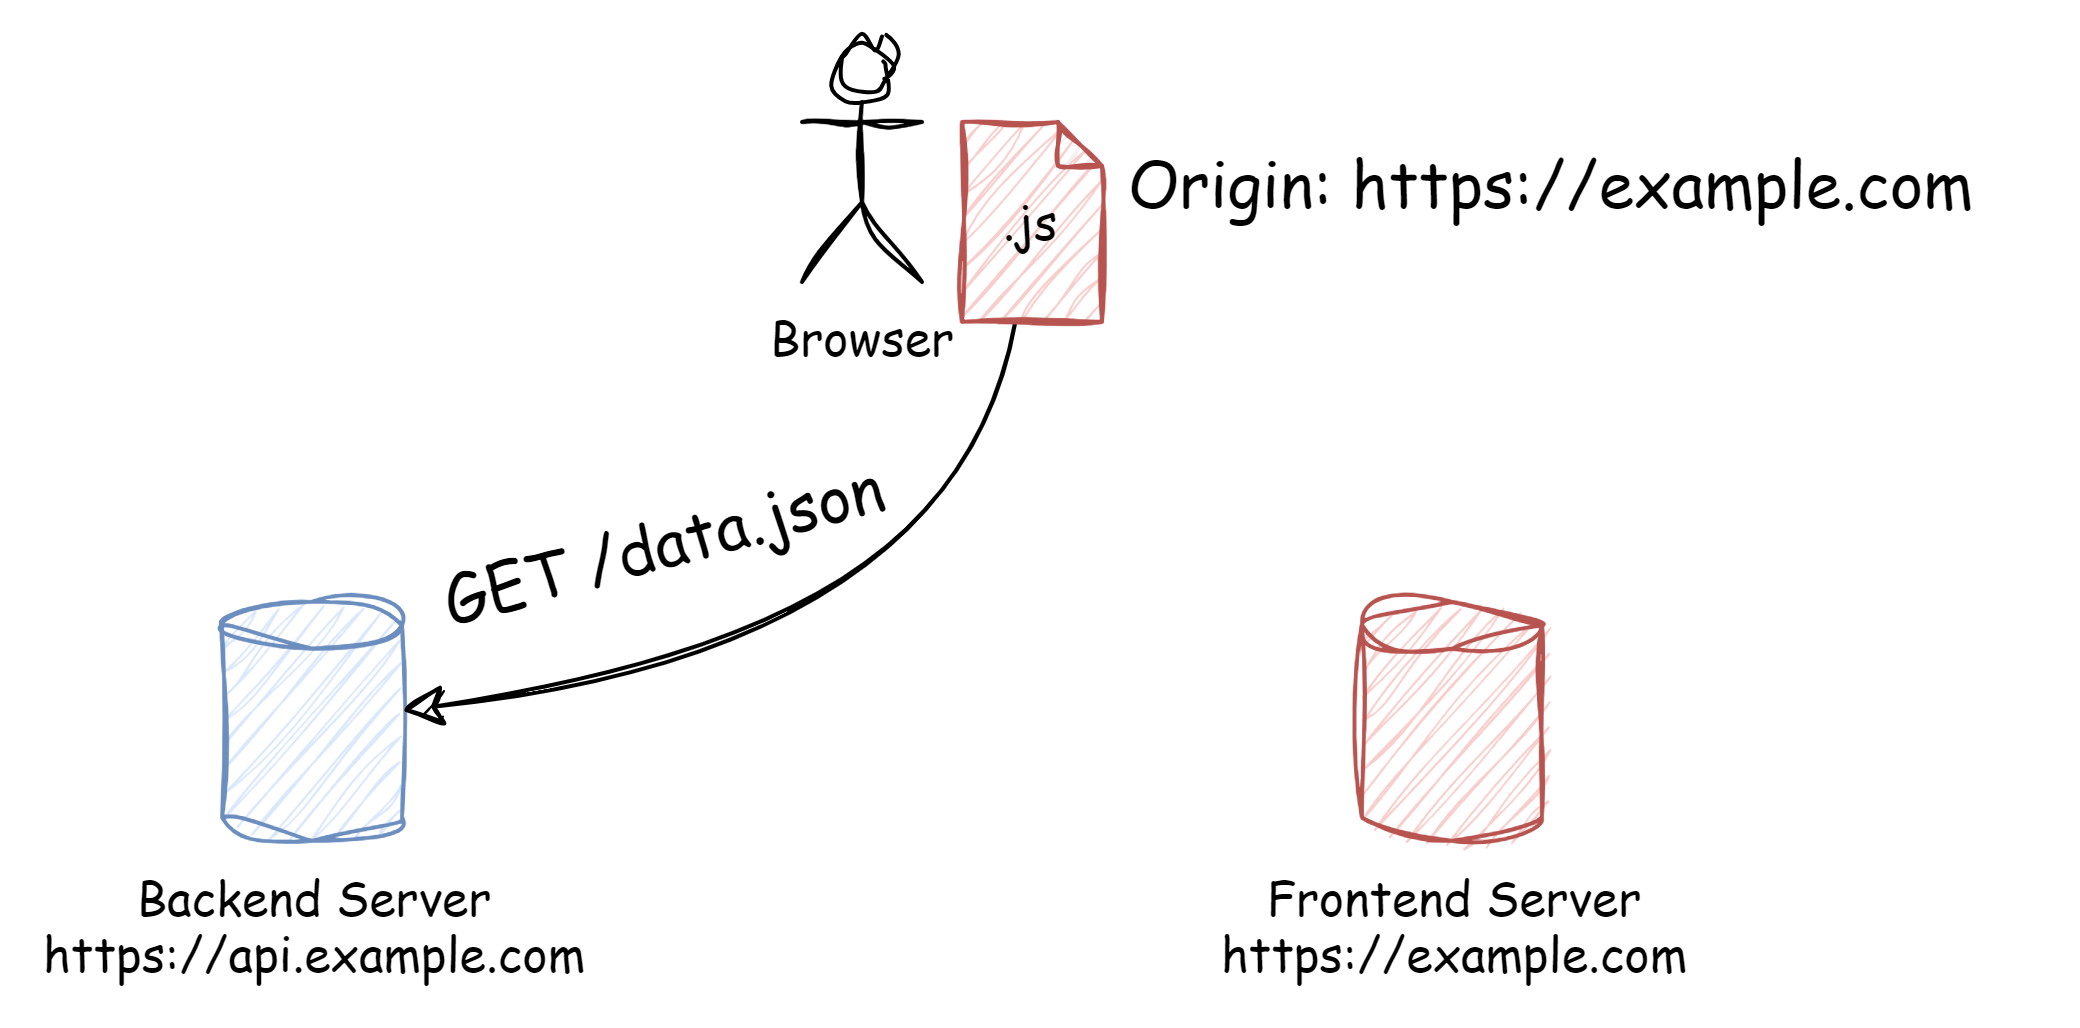 .js
Origin: https://example.com
Browser
GET /data.json
Backend Server
https://api.example.com
Frontend Server
https://example.com